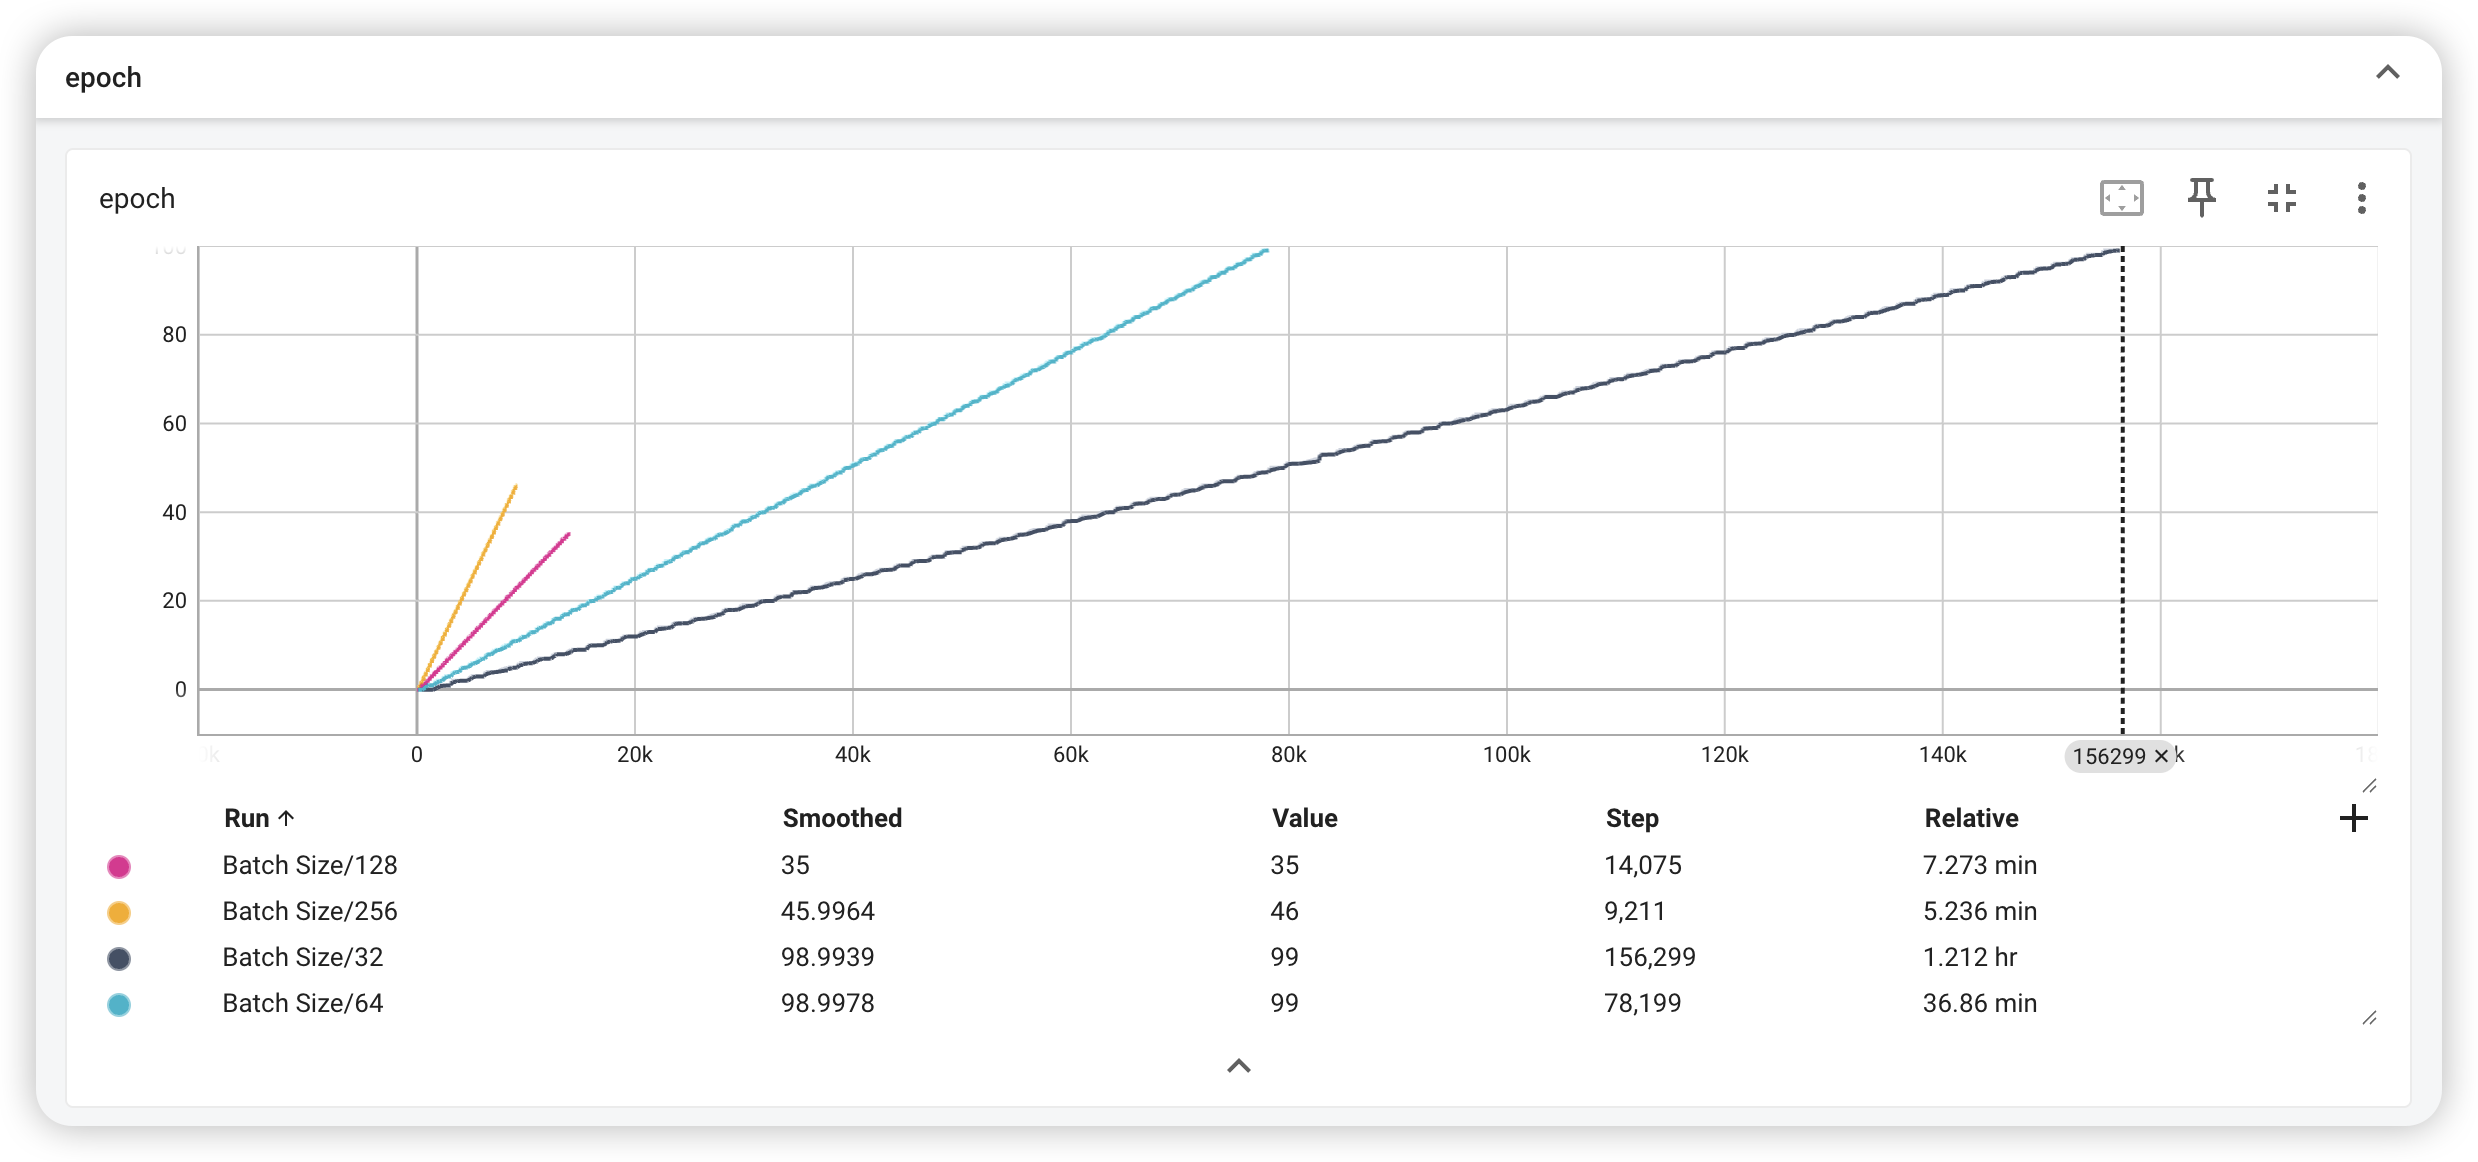 epoch
epoch
80
60
40
20
0
0 20k 40k 60k 80k 100k 120k 140k 156299 × k
Run ↑ Smoothed Value Step Relative
Batch Size/128 35 35 14,075 7.273 min
Batch Size/256 45.9964 46 9,211 5.236 min
Batch Size/32 98.9939 99 156,299 1.212 hr
Batch Size/64 98.9978 99 78,199 36.86 min